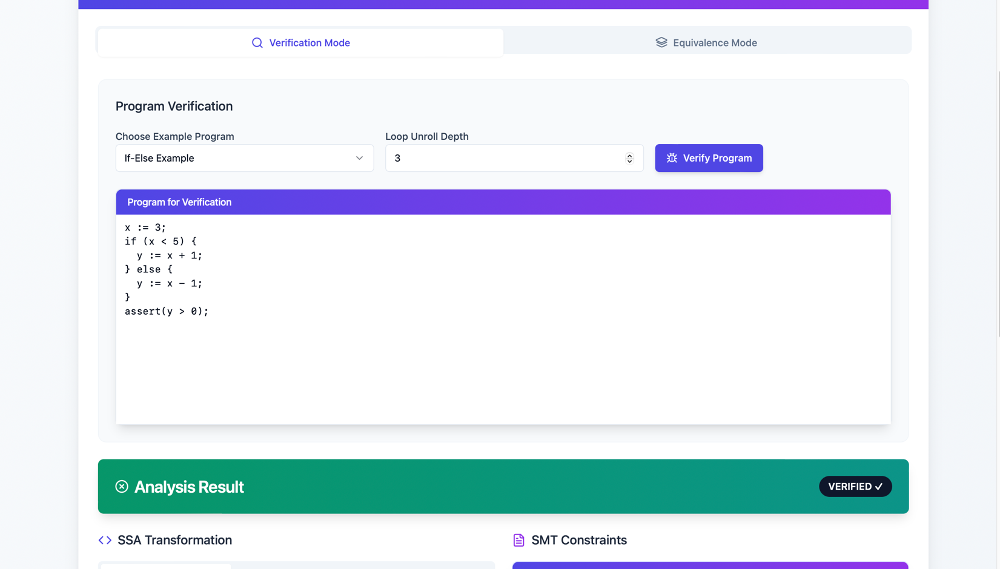 Verification Mode
Equivalence Mode
Program Verification
Choose Example Program
Loop Unroll Depth
If-Else Example
3
Verify Program
Program for Verification
x := 3;
if (x < 5) {
  y := x + 1;
} else {
  y := x - 1;
}
assert(y > 0);
Analysis Result
VERIFIED ✓
SSA Transformation
SMT Constraints